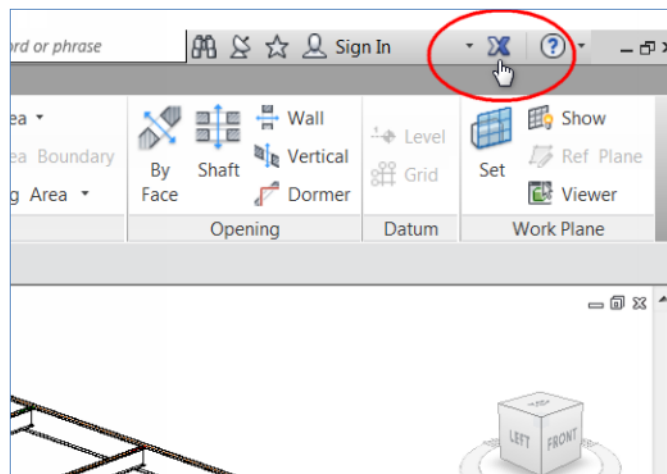 ord or phrase
Sign In
ea
Wall
Level
Show
ea Boundary
By Face
Shaft
Vertical
Grid
Set
Ref Plane
g Area
Dormer
Viewer
Opening
Datum
Work Plane
LEFT
FRONT